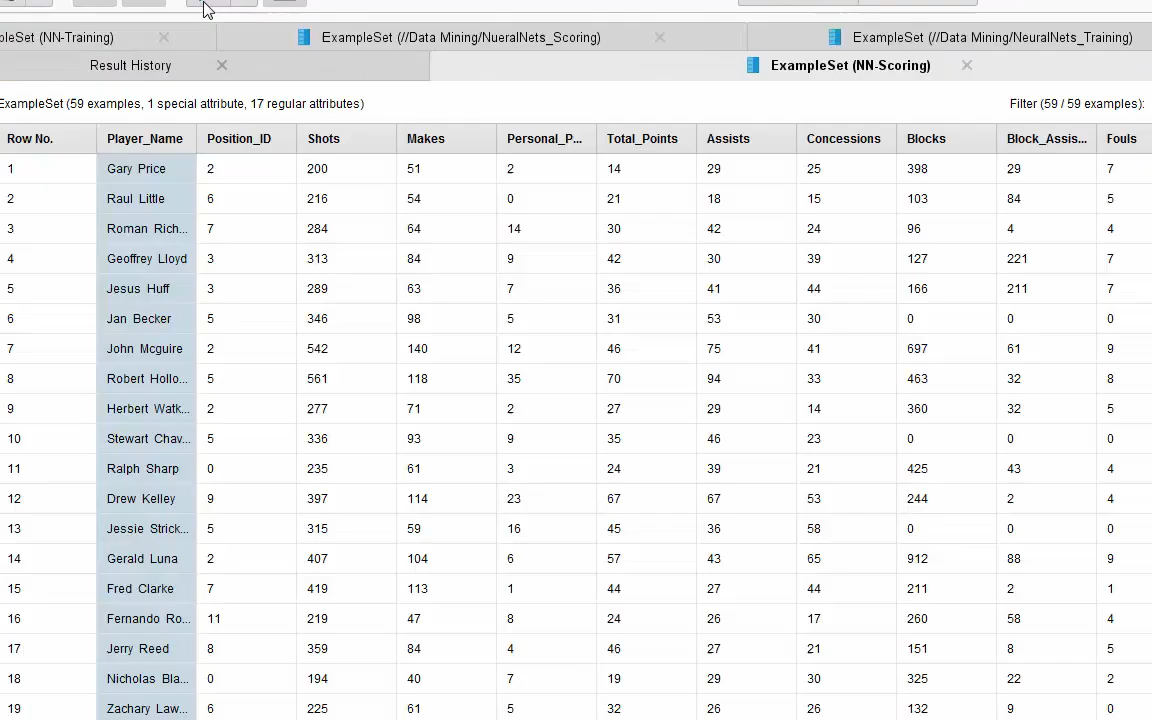 pleSet (NN-Training) ExampleSet (//Data Mining/NueralNets_Scoring) ExampleSet (//Data Mining/NeuralNets_Training)
Result History ExampleSet (NN-Scoring)
ExampleSet (59 examples, 1 special attribute, 17 regular attributes) Filter (59 / 59 examples):
Row No. Player_Name Position_ID Shots Makes Personal_P... Total_Points Assists Concessions Blocks Block_Assis... Fouls
1 Gary Price 2 200 51 2 14 29 25 398 29 7
2 Raul Little 6 216 54 0 21 18 15 103 84 5
3 Roman Rich... 7 284 64 14 30 42 24 96 4 4
4 Geoffrey Lloyd 3 313 84 9 42 30 39 127 221 7
5 Jesus Huff 3 289 63 7 36 41 44 166 211 7
6 Jan Becker 5 346 98 5 31 53 30 0 0 0
7 John Mcguire 2 542 140 12 46 75 41 697 61 9
8 Robert Hollo... 5 561 118 35 70 94 33 463 32 8
9 Herbert Watk... 2 277 71 2 27 29 14 360 32 5
10 Stewart Chav... 5 336 93 9 35 46 23 0 0 0
11 Ralph Sharp 0 235 61 3 24 39 21 425 43 4
12 Drew Kelley 9 397 114 23 67 67 53 244 2 4
13 Jessie Strick... 5 315 59 16 45 36 58 0 0 0
14 Gerald Luna 2 407 104 6 57 43 65 912 88 9
15 Fred Clarke 7 419 113 1 44 27 44 211 2 1
16 Fernando Ro... 11 219 47 8 24 26 17 260 58 4
17 Jerry Reed 8 359 84 4 46 27 21 151 8 5
18 Nicholas Bla... 0 194 40 7 19 29 30 325 22 2
19 Zachary Law... 6 225 61 5 32 26 26 132 9 0